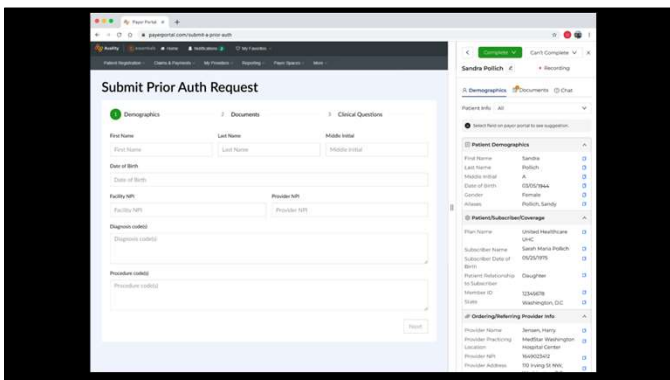 Payer Portal
payerportal.com/submit-a-prior-auth
Availity essentials Home Notifications My Favorites
Patient Registration Claims & Payments My Providers Reporting Payer Spaces More
Submit Prior Auth Request
1 Demographics 2 Documents 3 Clinical Questions
First Name Last Name Middle Initial
First Name Last Name Middle Initial
Date of Birth
Date of Birth
Facility NPI Provider NPI
Facility NPI Provider NPI
Diagnosis code(s)
Diagnosis code(s)
Procedure code(s)
Procedure code(s)
Next
Complete Can't Complete
Sandra Pollich Recording
Demographics Documents Chat
Patient Info All
Select field on payer portal to see suggestion.
Patient Demographics
First Name Sandra
Last Name Pollich
Middle Initial A
Date of Birth 03/05/1944
Gender Female
Aliases Pollich, Sandy
Patient/Subscriber/Coverage
Plan Name United Healthcare
UHC
Subscriber Name Sarah Maria Pollich
Subscriber Date of 05/25/1975
Birth
Patient Relationship Daughter
to Subscriber
Member ID 12345678
State Washington, D.C
Ordering/Referring Provider Info
Provider Name Jensen, Harry
Provider Practicing MedStar Washington
Location Hospital Center
Provider NPI 1649023412
Provider Address 110 Irving St NW,